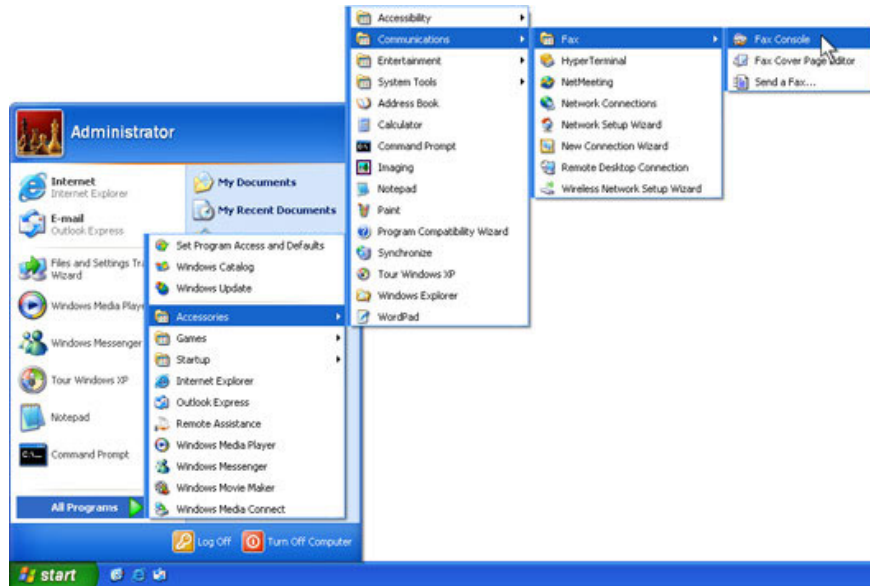 Administrator
Internet
Internet Explorer
E-mail
Outlook Express
Files and Settings Tra
Wizard
Windows Media Playe
Windows Messenger
Tour Windows XP
Notepad
Command Prompt
All Programs
My Documents
My Recent Documents
Set Program Access and Defaults
Windows Catalog
Windows Update
Accessories
Games
Startup
Internet Explorer
Outlook Express
Remote Assistance
Windows Media Player
Windows Messenger
Windows Movie Maker
Windows Media Connect
Accessibility
Communications
Entertainment
System Tools
Address Book
Calculator
Command Prompt
Imaging
Notepad
Paint
Program Compatibility Wizard
Synchronize
Tour Windows XP
Windows Explorer
WordPad
Fax
HyperTerminal
NetMeeting
Network Connections
Network Setup Wizard
New Connection Wizard
Remote Desktop Connection
Wireless Network Setup Wizard
Fax Console
Fax Cover Page Editor
Send a Fax...
Log Off
Turn Off Computer
start